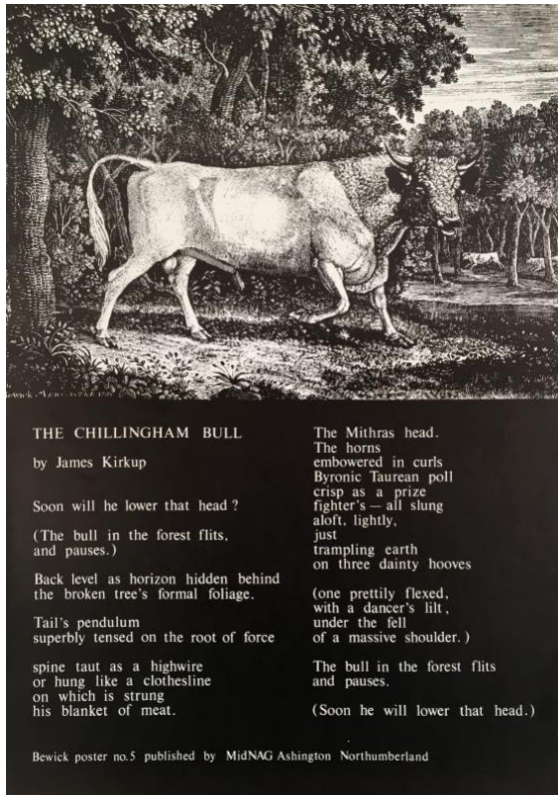 THE CHILLINGHAM BULL
by James Kirkup
Soon will he lower that head ?
(The bull in the forest flits,
and pauses.)
Back level as horizon hidden behind
the broken tree's formal foliage.
Tail's pendulum
superbly tensed on the root of force
spine taut as a highwire
or hung like a clothesline
on which is strung
his blanket of meat.
The Mithras head.
The horns
embowered in curls
Byronic Taurean poll
crisp as a prize
fighter's — all slung
aloft, lightly,
just
trampling earth
on three dainty hooves
(one prettily flexed,
with a dancer's lilt,
under the fell
of a massive shoulder.)
The bull in the forest flits
and pauses.
(Soon he will lower that head.)
Bewick poster no.5 published by MidNAG Ashington Northumberland